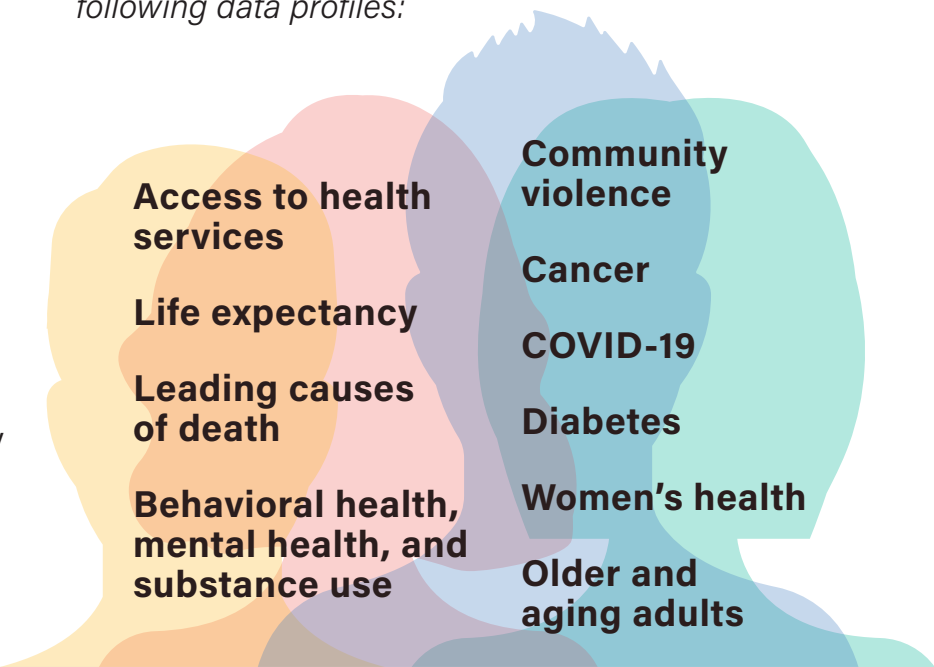 following data profiles:
Access to health
services
Life expectancy
Leading causes
of death
Behavioral health,
mental health, and
substance use
Community
violence
Cancer
COVID-19
Diabetes
Women’s health
Older and
aging adults